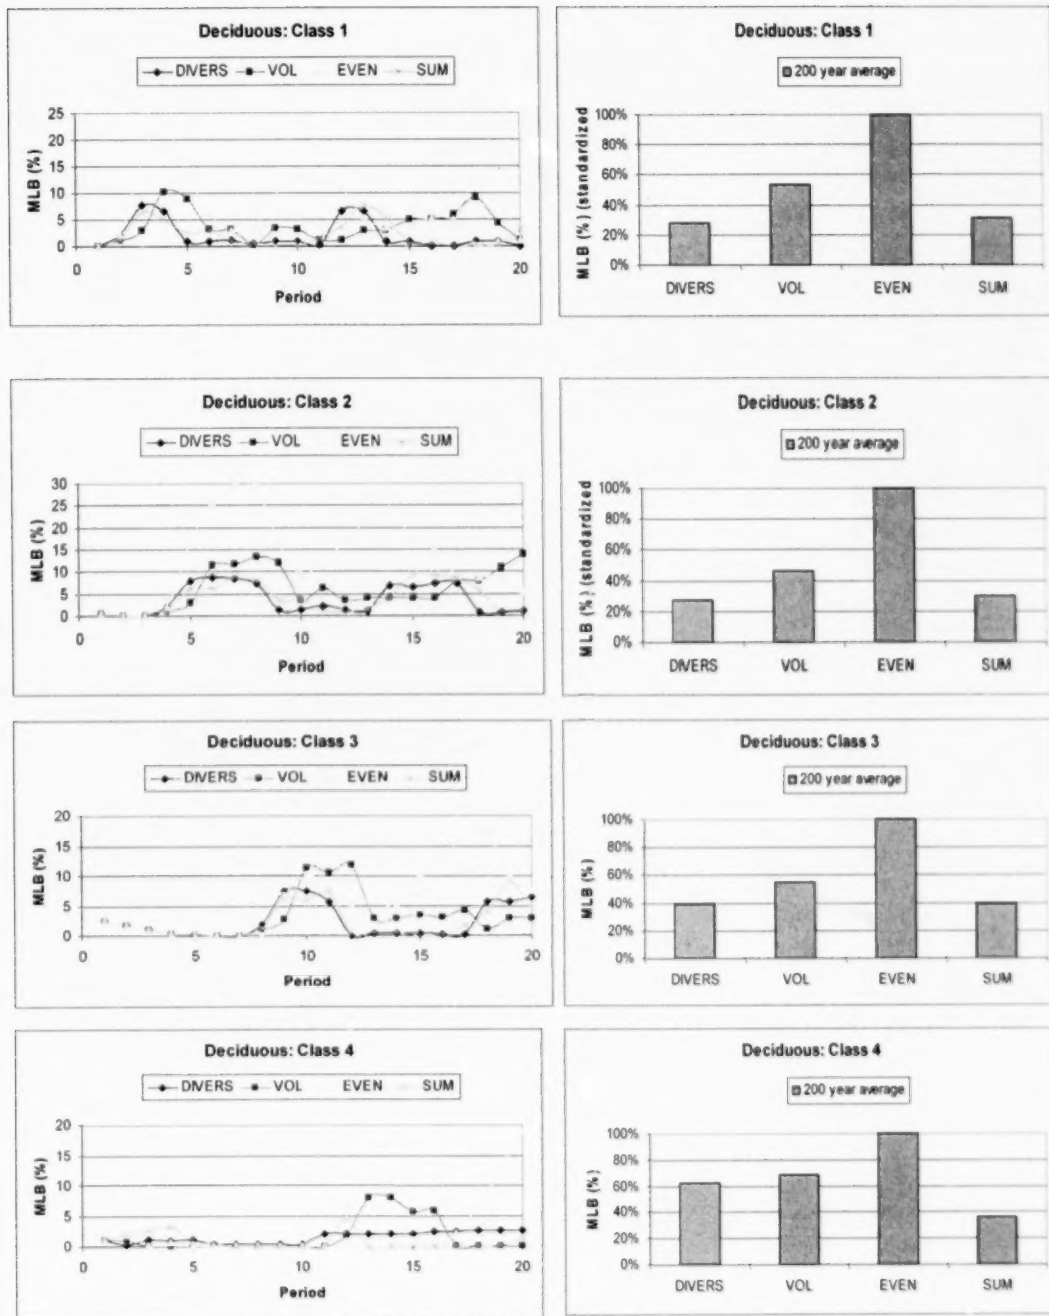 Deciduous: Class 1
DIVERS VOL EVEN SUM
MLB (%)
25
20
15
10
5
0
0 5 10 15 20
Period
Deciduous: Class 1
200 year average
MLB (%) (standardized
100%
80%
60%
40%
20%
0%
DIVERS VOL EVEN SUM
Deciduous: Class 2
DIVERS VOL EVEN SUM
MLB (%)
30
25
20
15
10
5
0
0 5 10 15 20
Period
Deciduous: Class 2
200 year average
MLB (%) (standardized
100%
80%
60%
40%
20%
0%
DIVERS VOL EVEN SUM
Deciduous: Class 3
DIVERS VOL EVEN SUM
MLB (%)
20
15
10
5
0
0 5 10 15 20
Period
Deciduous: Class 3
200 year average
MLB (%)
100%
80%
60%
40%
20%
0%
DIVERS VOL EVEN SUM
Deciduous: Class 4
DIVERS VOL EVEN SUM
MLB (%)
20
15
10
5
0
0 5 10 15 20
Period
Deciduous: Class 4
200 year average
MLB (%)
100%
80%
60%
40%
20%
0%
DIVERS VOL EVEN SUM